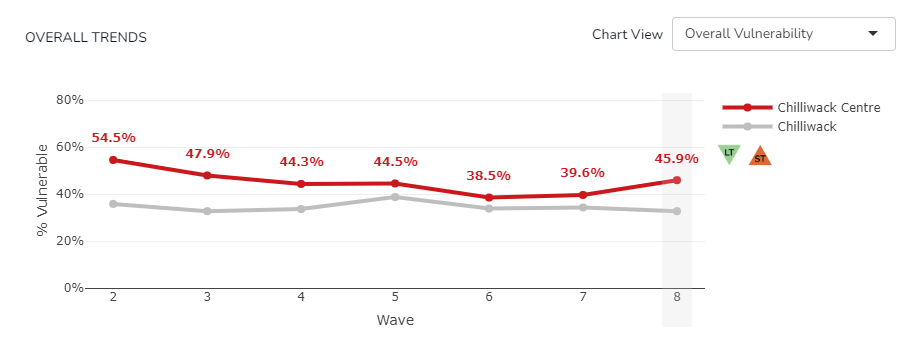 OVERALL TRENDS
Chart View
Overall Vulnerability
80%
60%
40%
20%
0%
% Vulnerable
54.5%
47.9%
44.3%
44.5%
38.5%
39.6%
45.9%
2
3
4
5
6
7
8
Wave
Chilliwack Centre
Chilliwack
LT
ST